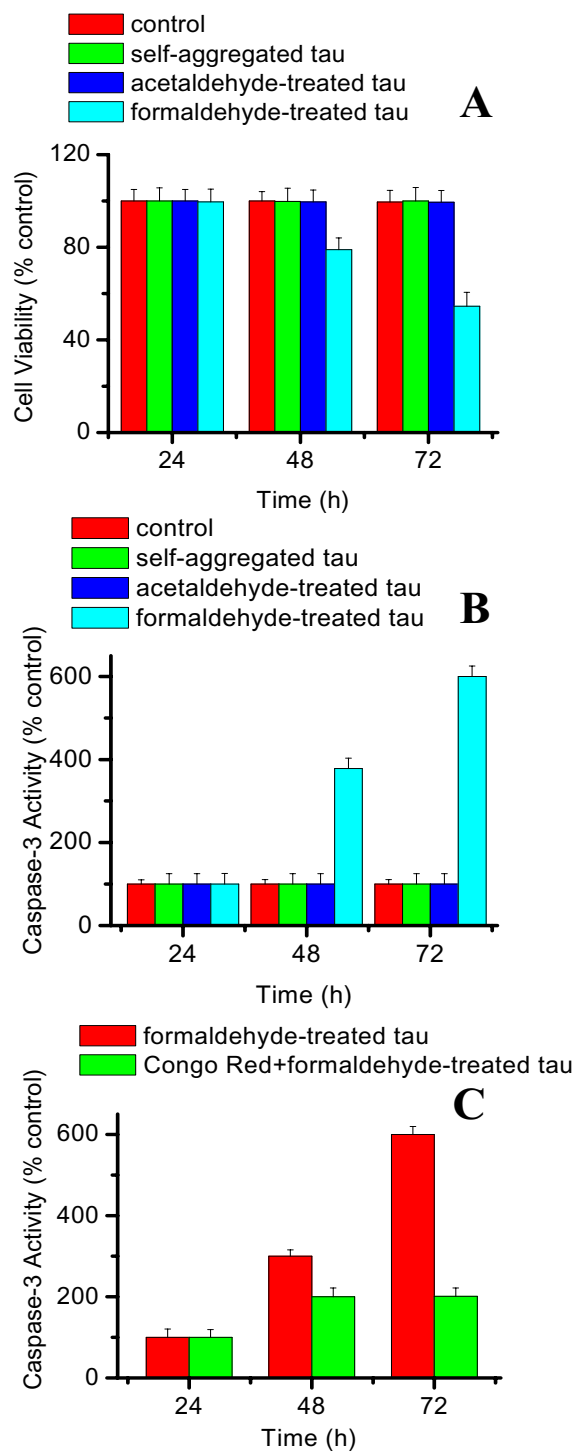 control
self-aggregated tau
acetaldehyde-treated tau
formaldehyde-treated tau
A
Cell Viability (% control)
120
80
40
0
24 48 72
Time (h)
control
self-aggregated tau
acetaldehyde-treated tau
formaldehyde-treated tau
B
Caspase-3 Activity (% control)
600
400
200
0
24 48 72
Time (h)
formaldehyde-treated tau
Congo Red+formaldehyde-treated tau
C
Caspase-3 Activity (% control)
600
400
200
0
24 48 72
Time (h)